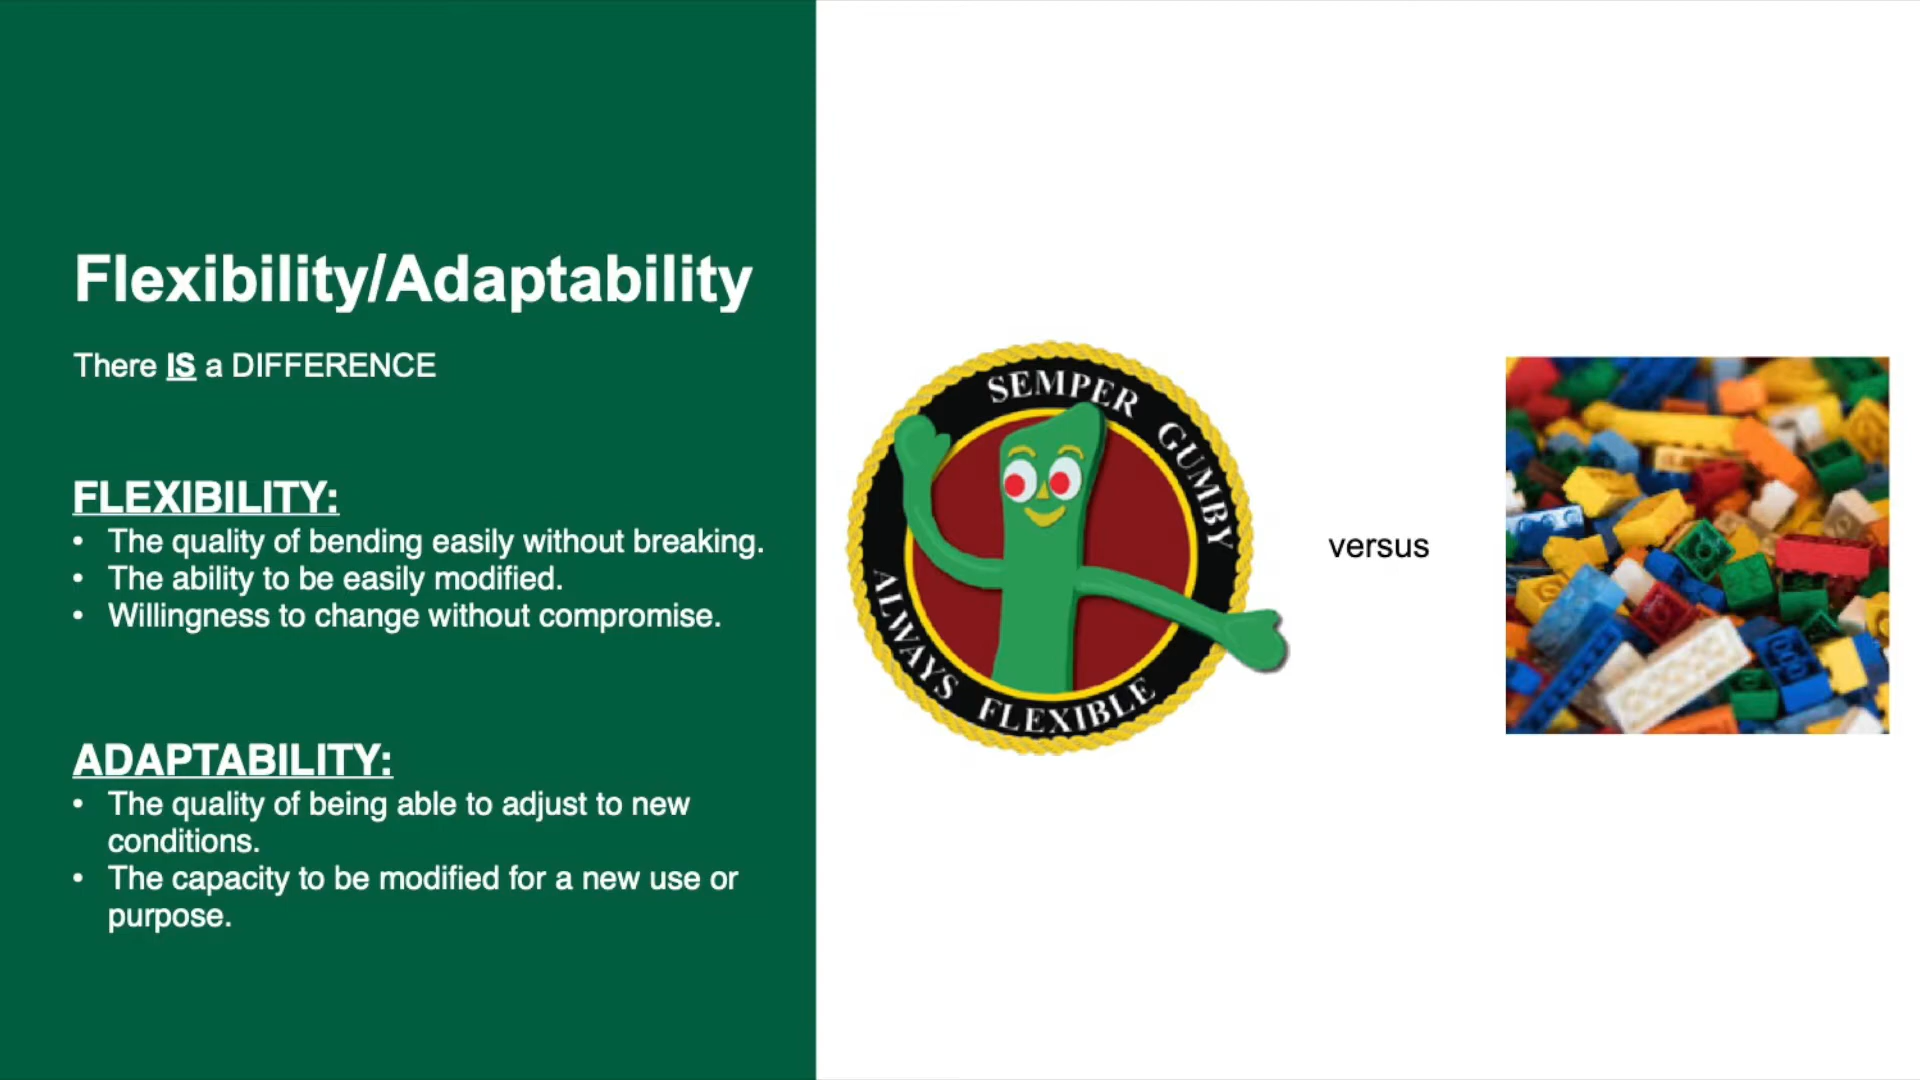 Flexibility/Adaptability
There IS a DIFFERENCE
FLEXIBILITY:
• The quality of bending easily without breaking.
• The ability to be easily modified.
• Willingness to change without compromise.
ADAPTABILITY:
• The quality of being able to adjust to new
conditions.
• The capacity to be modified for a new use or
purpose.
SEMPER GUMBY
ALWAYS FLEXIBLE
versus